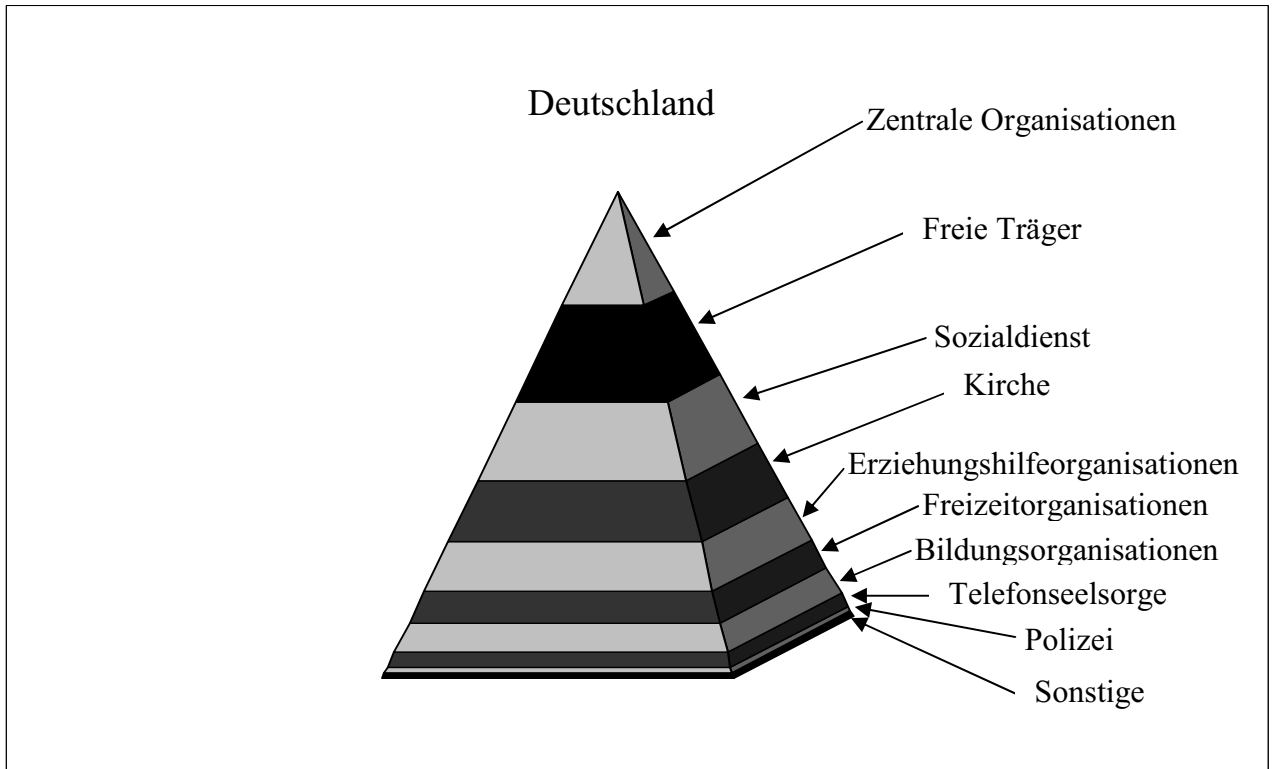 Deutschland
Zentrale Organisationen
Freie Träger
Sozialdienst
Kirche
Erziehungshilfeorganisationen
Freizeitorganisationen
Bildungsorganisationen
Telefonseelsorge
Polizei
Sonstige